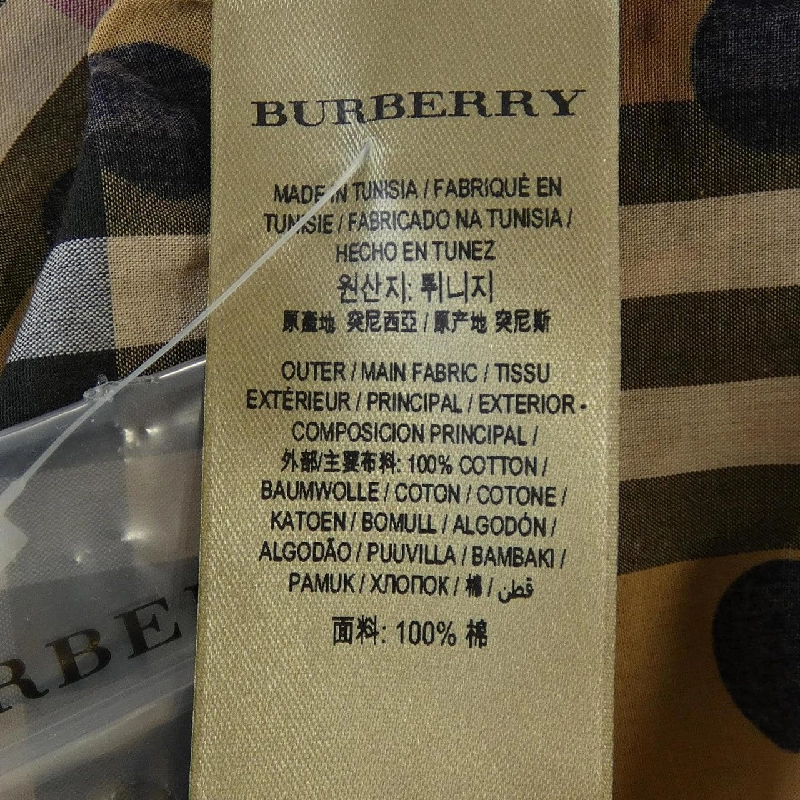 BURBERRY
MADE IN TUNISIA / FABRIQUÉ EN
TUNISIE / FABRICADO NA TUNISIA /
HECHO EN TUNEZ
원산지: 튀니지
原產地 突尼西亞 / 原产地 突尼斯
OUTER / MAIN FABRIC / TISSU
EXTÉRIEUR / PRINCIPAL / EXTERIOR -
COMPOSICION PRINCIPAL /
外部/主要布料: 100% COTTON /
BAUMWOLLE / COTON / COTONE /
KATOEN / BOMULL / ALGODÓN /
ALGODÃO / PUUVILLA / BAMBAKI /
PAMUK / ХЛОПОК / 棉 / قطن
面料: 100% 棉
RBE